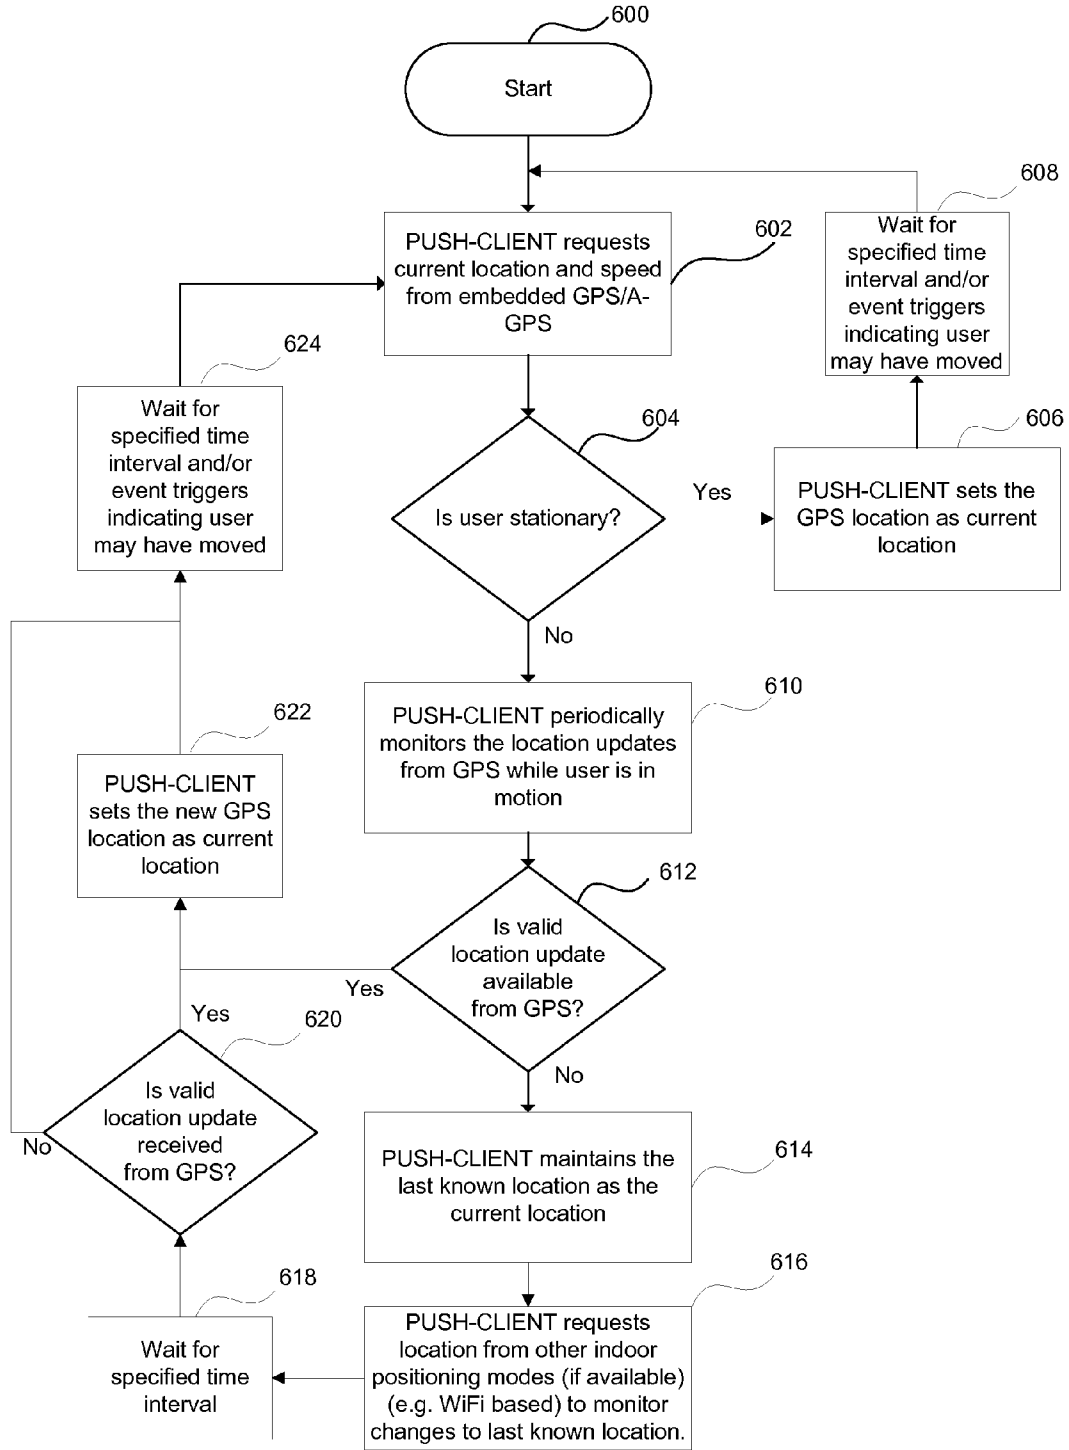 600
Start
608
Wait for
specified time
interval and/or
event triggers
indicating user
may have moved
602
PUSH-CLIENT requests
current location and speed
from embedded GPS/A-
GPS
624
Wait for
specified time
interval and/or
event triggers
indicating user
may have moved
604
Is user stationary?
Yes
606
PUSH-CLIENT sets the
GPS location as current
location
No
610
PUSH-CLIENT periodically
monitors the location updates
from GPS while user is in
motion
622
PUSH-CLIENT
sets the new GPS
location as current
location
612
Is valid
location update
available
from GPS?
Yes
Yes
620
No
Is valid
location update
received
from GPS?
No
614
PUSH-CLIENT maintains the
last known location as the
current location
616
PUSH-CLIENT requests
location from other indoor
positioning modes (if available)
(e.g. WiFi based) to monitor
changes to last known location.
618
Wait for
specified time
interval